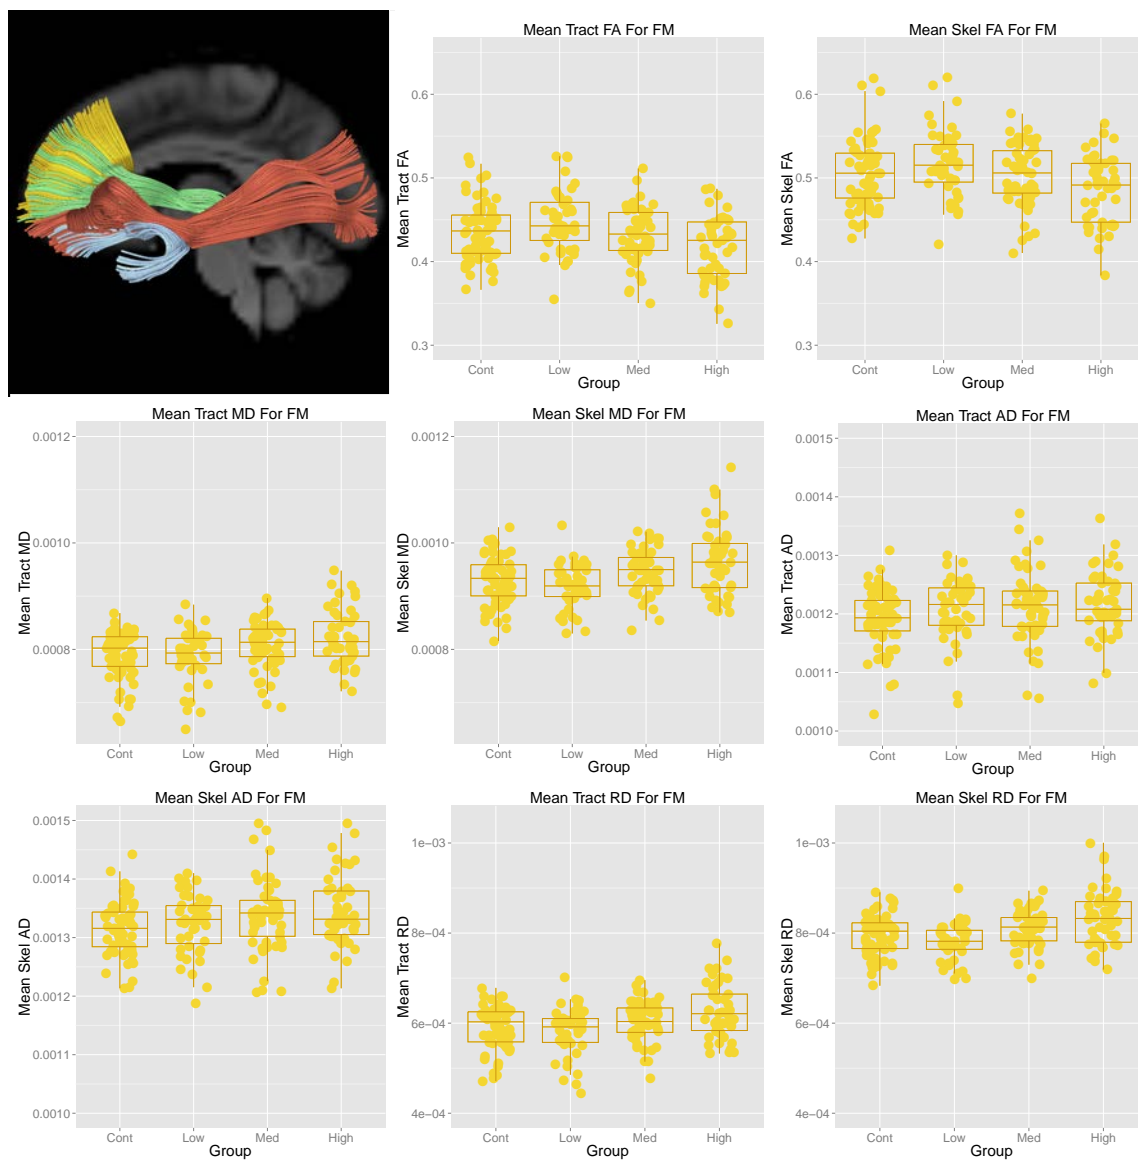 Mean Tract FA For FM
Mean Tract FA
0.6
0.5
0.4
0.3
Cont Low Med High
Group
Mean Skel FA For FM
Mean Skel FA
0.6
0.5
0.4
0.3
Cont Low Med High
Group
Mean Tract MD For FM
Mean Tract MD
0.0012
0.0010
0.0008
Cont Low Med High
Group
Mean Skel MD For FM
Mean Skel MD
0.0012
0.0010
0.0008
Cont Low Med High
Group
Mean Tract AD For FM
Mean Tract AD
0.0015
0.0014
0.0013
0.0012
0.0011
0.0010
Cont Low Med High
Group
Mean Skel AD For FM
Mean Skel AD
0.0015
0.0014
0.0013
0.0012
0.0011
0.0010
Cont Low Med High
Group
Mean Tract RD For FM
Mean Tract RD
1e−03
8e−04
6e−04
4e−04
Cont Low Med High
Group
Mean Skel RD For FM
Mean Skel RD
1e−03
8e−04
6e−04
4e−04
Cont Low Med High
Group